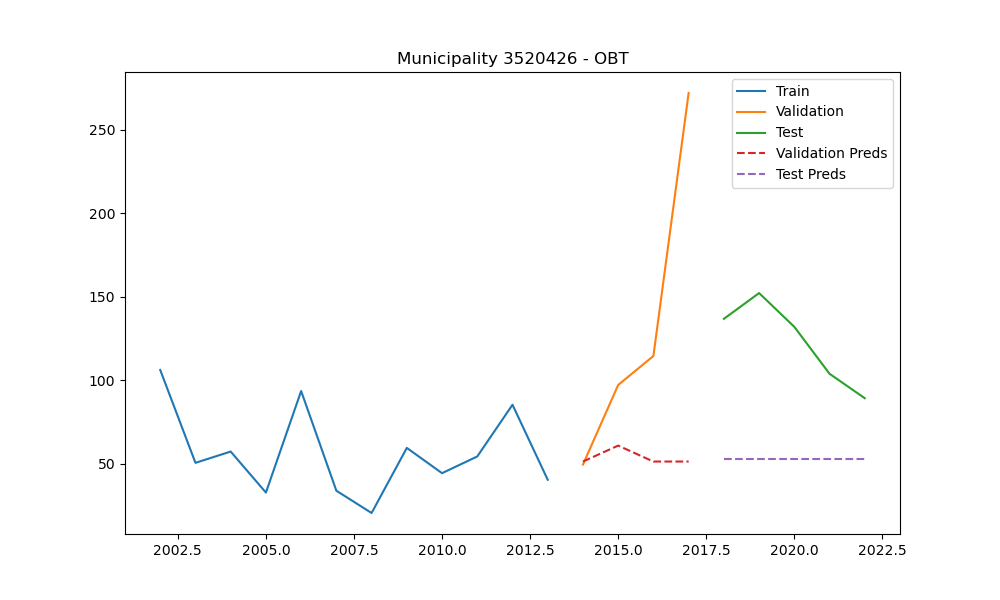 Municipality 3520426 - OBT
Train
Validation
Test
Validation Preds
Test Preds
250
200
150
100
50
2002.5 2005.0 2007.5 2010.0 2012.5 2015.0 2017.5 2020.0 2022.5